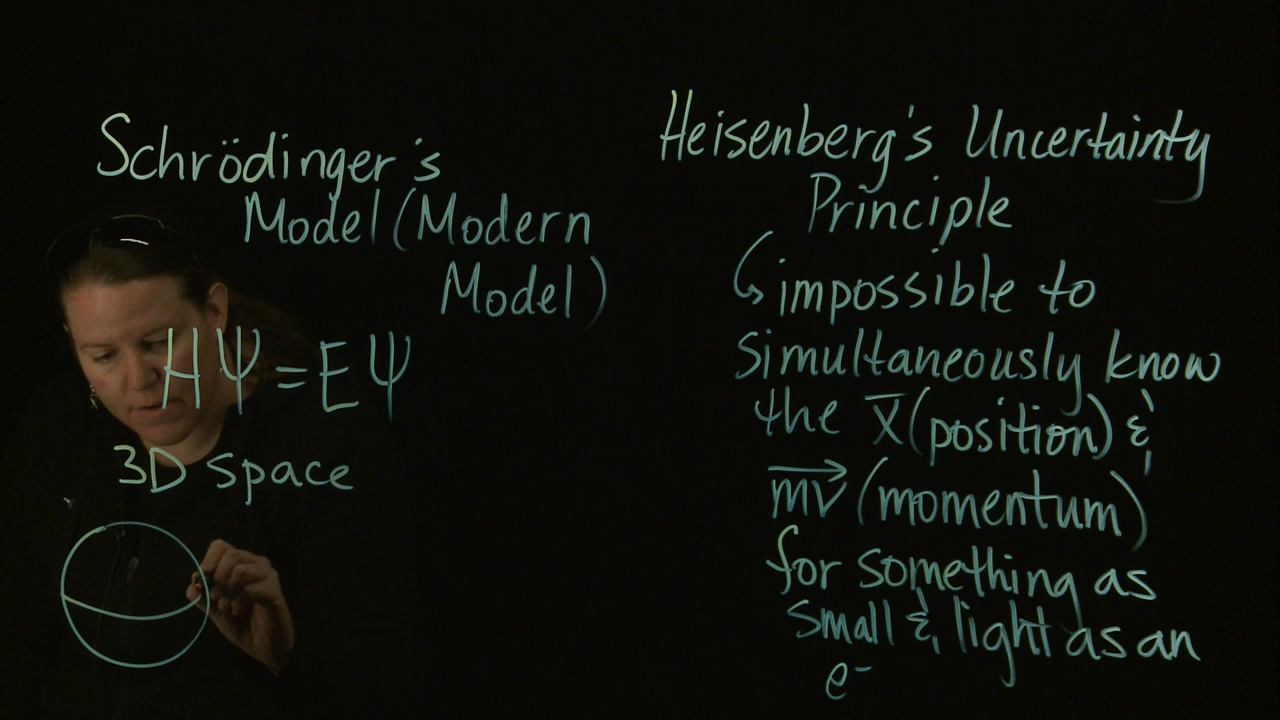 Schrödinger's
Model (Modern
Model)
HΨ = EΨ
3D space
Heisenberg's Uncertainty
Principle
↳ impossible to
simultaneously know
the x̅ (position) &
mv⃗ (momentum)
for something as
small & light as an
e⁻